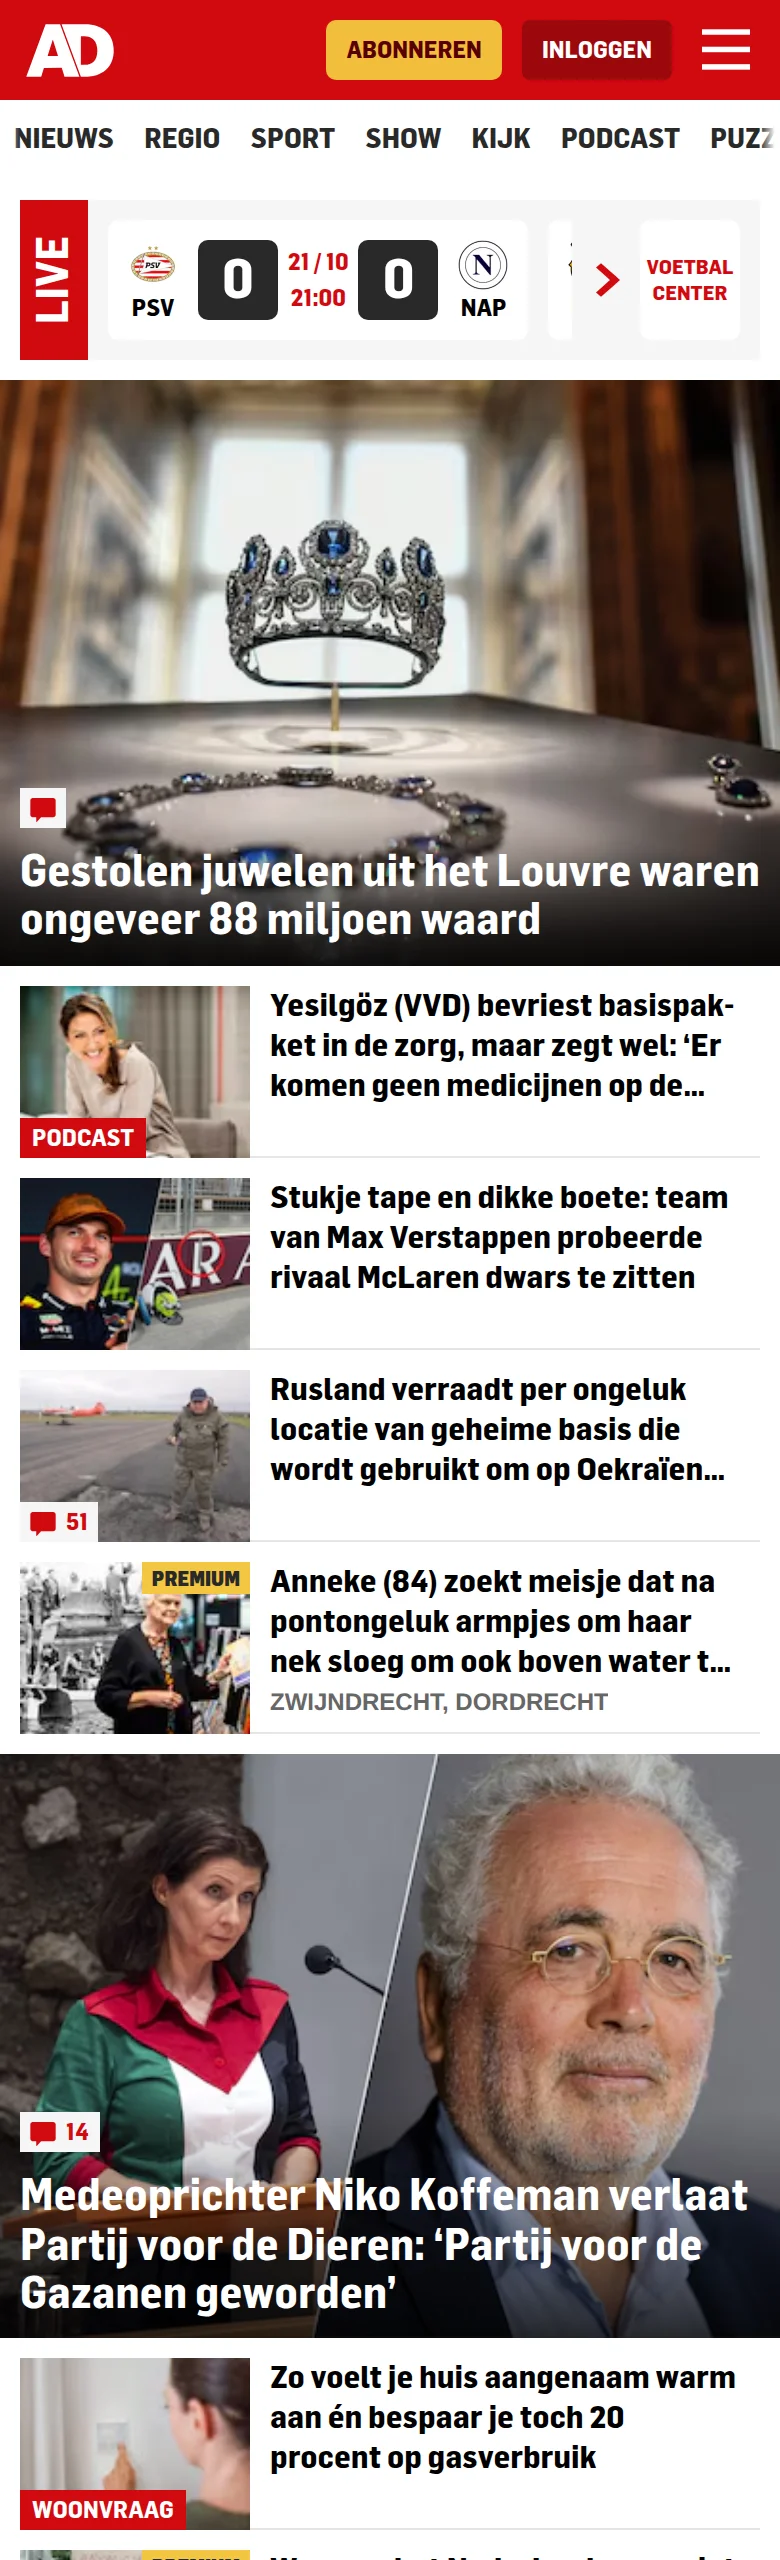 AD
ABONNEREN
INLOGGEN
NIEUWS REGIO SPORT SHOW KIJK PODCAST
LIVE
PSV
PSV
0
21 / 10
21:00
0
N
NAP
VOETBAL
CENTER
Gestolen juwelen uit het Louvre waren
ongeveer 88 miljoen waard
PODCAST
Yesilgöz (VVD) bevriest basispak-
ket in de zorg, maar zegt wel: ‘Er
komen geen medicijnen op de...
Stukje tape en dikke boete: team
van Max Verstappen probeerde
rivaal McLaren dwars te zitten
Rusland verraadt per ongeluk
locatie van geheime basis die
wordt gebruikt om op Oekraïen...
51
PREMIUM
Anneke (84) zoekt meisje dat na
pontongeluk armpjes om haar
nek sloeg om ook boven water t...
ZWIJNDRECHT, DORDRECHT
14
Medeoprichter Niko Koffeman verlaat
Partij voor de Dieren: ‘Partij voor de
Gazanen geworden’
WOONVRAAG
Zo voelt je huis aangenaam warm
aan én bespaar je toch 20
procent op gasverbruik